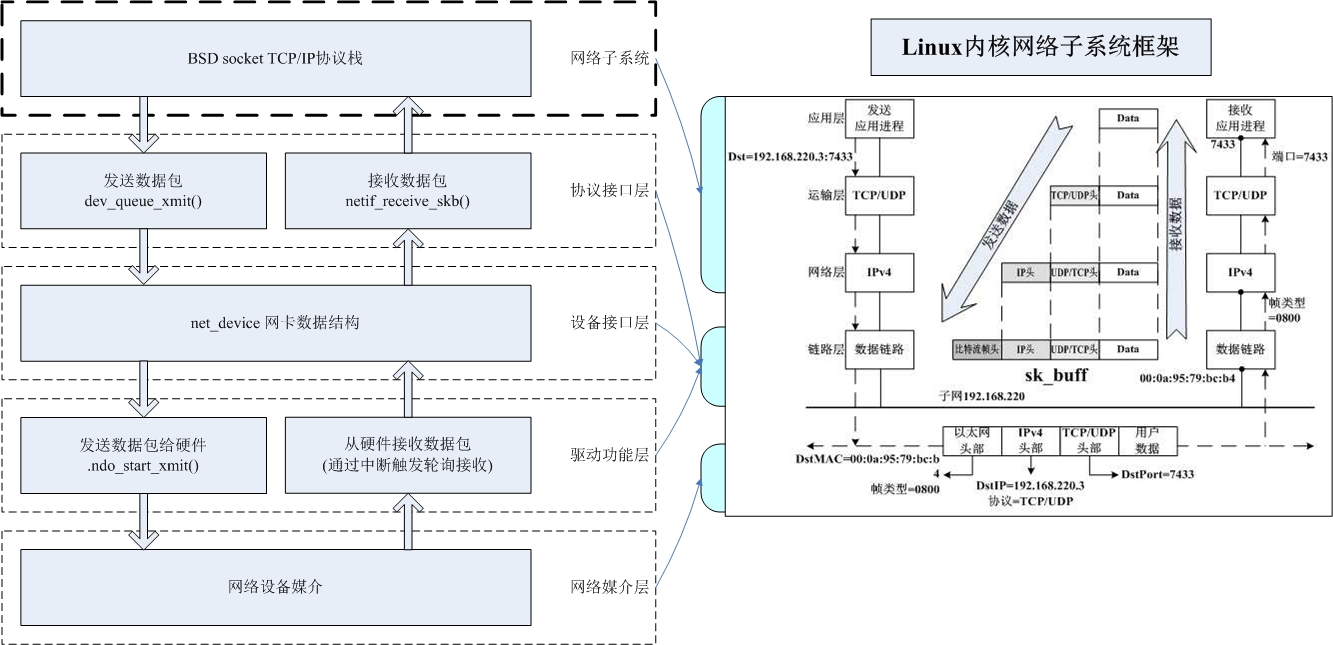 BSD socket TCP/IP协议栈
网络子系统
发送数据包
dev_queue_xmit()
接收数据包
netif_receive_skb()
协议接口层
net_device 网卡数据结构
设备接口层
发送数据包给硬件
.ndo_start_xmit()
从硬件接收数据包
(通过中断触发轮询接收)
驱动功能层
网络设备媒介
网络媒介层
Linux内核网络子系统框架
应用层
发送
应用进程
Data
接收
应用进程
7433
端口=7433
Dst=192.168.220.3:7433
运输层
TCP/UDP
TCP/UDP头
Data
TCP/UDP
发送数据
接收数据
网络层
IPv4
IP头
UDP/TCP头
Data
IPv4
帧类型
=0800
链路层
数据链路
比特流帧头
IP头
UDP/TCP头
Data
数据链路
sk_buff
00:0a:95:79:bc:b4
子网192.168.220
以太网
头部
IPv4
头部
TCP/UDP
头部
用户
数据
DstMAC=00:0a:95:79:bc:b
4
帧类型=0800
DstIP=192.168.220.3
协议=TCP/UDP
DstPort=7433